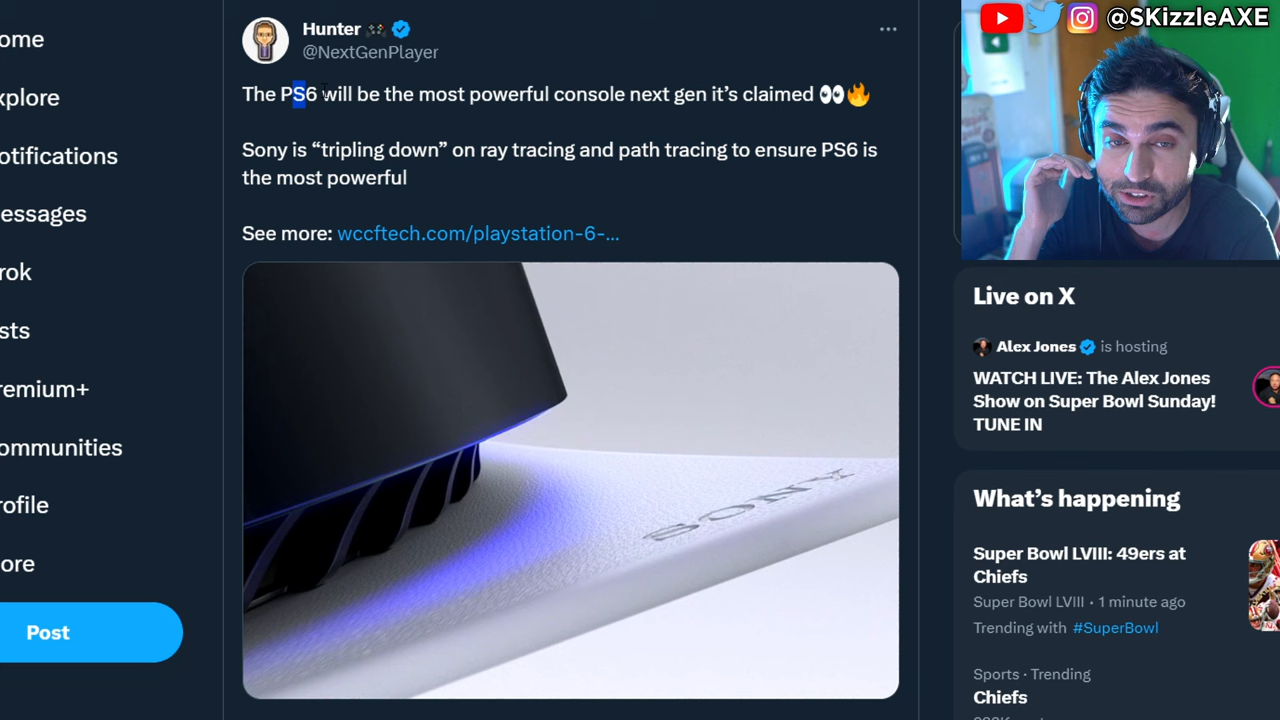 ome
xplore
otifications
essages
rok
sts
remium+
ommunities
rofile
ore
Post
Hunter 🎮
@NextGenPlayer
The PS6 will be the most powerful console next gen it’s claimed 👀🔥
Sony is “tripling down” on ray tracing and path tracing to ensure PS6 is
the most powerful
See more: wccftech.com/playstation-6-...
SONY
@SKizzleAXE
Live on X
Alex Jones is hosting
WATCH LIVE: The Alex Jones
Show on Super Bowl Sunday!
TUNE IN
What’s happening
Super Bowl LVIII: 49ers at
Chiefs
Super Bowl LVIII · 1 minute ago
Trending with #SuperBowl
Sports · Trending
Chiefs